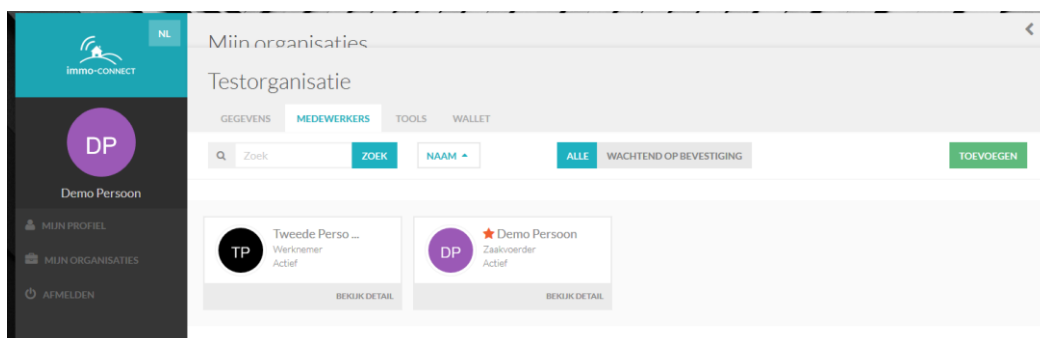 NL
immo-CONNECT
DP
Demo Persoon
MIJN PROFIEL
MIJN ORGANISATIES
AFMELDEN
Mijn organisaties
Testorganisatie
GEGEVENS MEDEWERKERS TOOLS WALLET
Zoek ZOEK NAAM ALLE WACHTEND OP BEVESTIGING TOEVOEGEN
TP
Tweede Perso ...
Werknemer
Actief
BEKIJK DETAIL
DP
Demo Persoon
Zaakvoerder
Actief
BEKIJK DETAIL